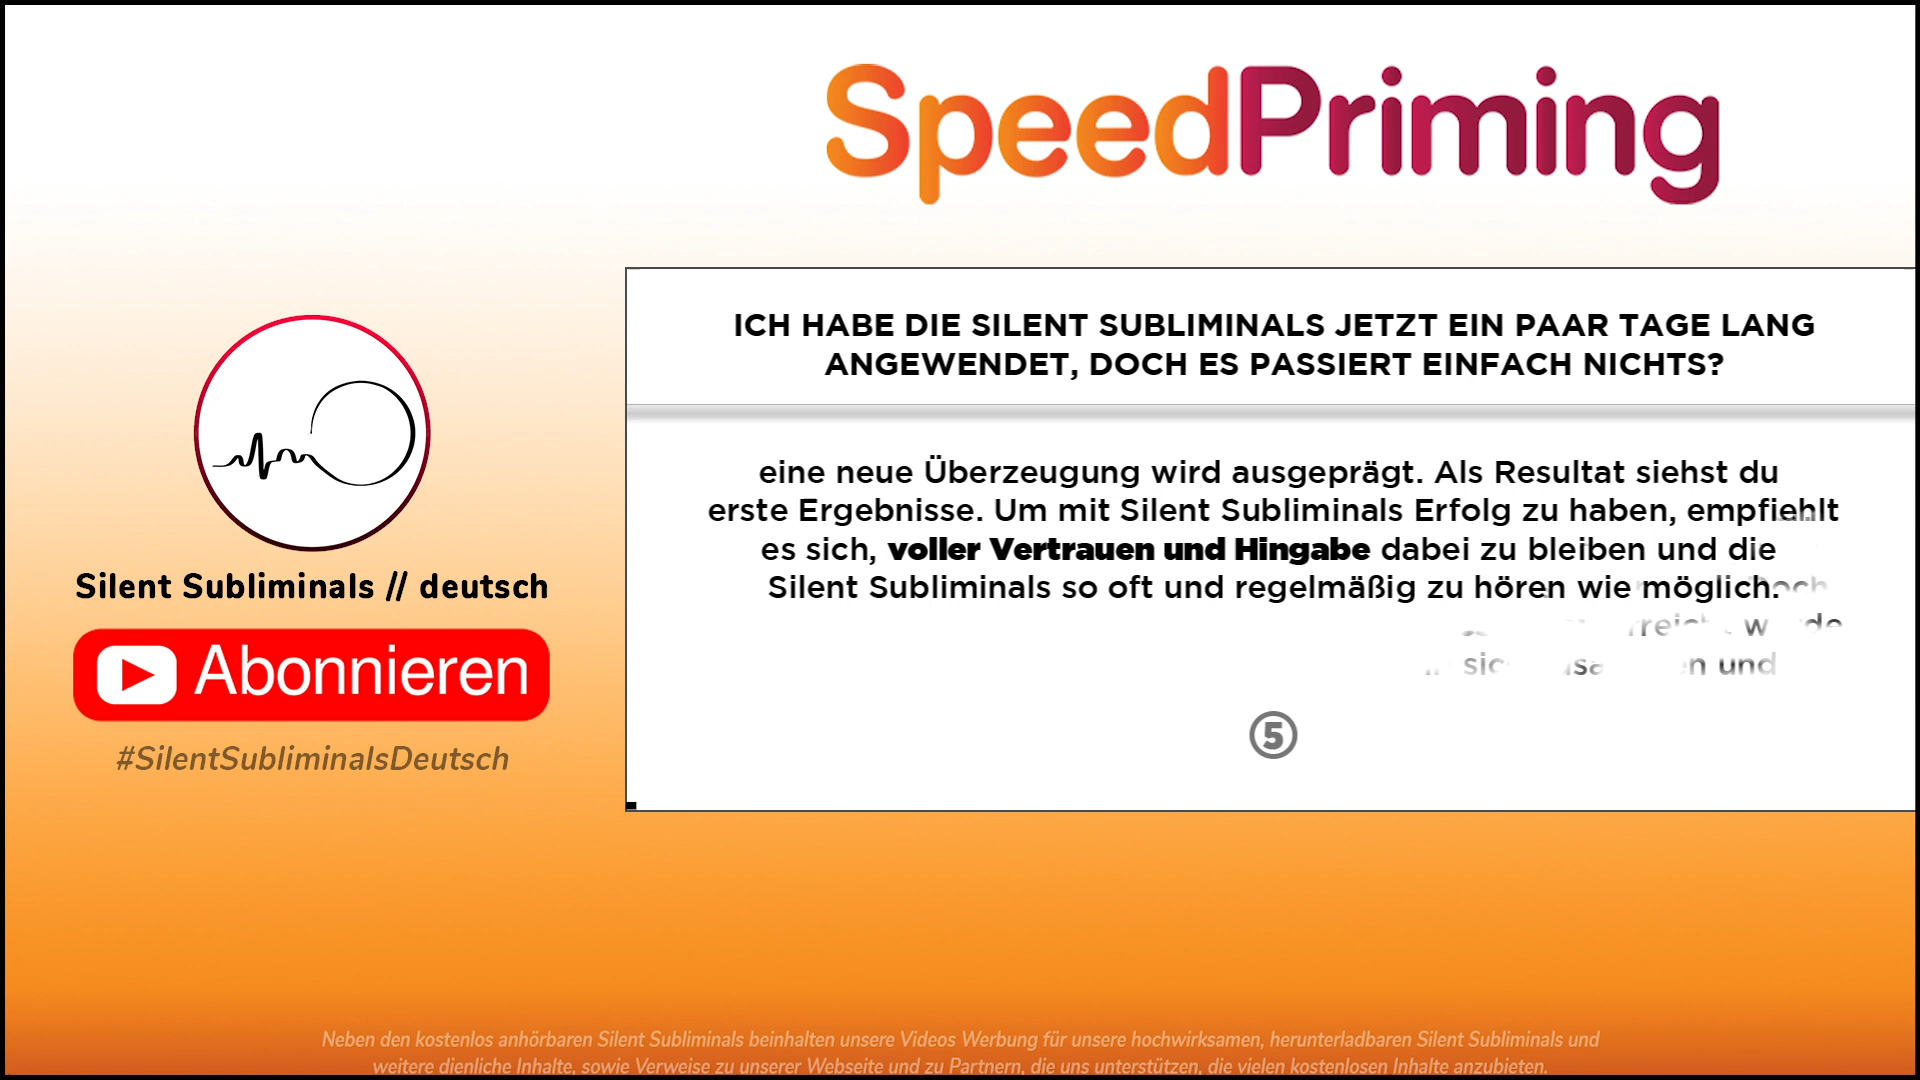 SpeedPriming
ICH HABE DIE SILENT SUBLIMINALS JETZT EIN PAAR TAGE LANG
ANGEWENDET, DOCH ES PASSIERT EINFACH NICHTS?
eine neue Überzeugung wird ausgeprägt. Als Resultat siehst du
erste Ergebnisse. Um mit Silent Subliminals Erfolg zu haben, empfiehlt
es sich, voller Vertrauen und Hingabe dabei zu bleiben und die
Silent Subliminals so oft und regelmäßig zu hören wie möglich.
und
5
Silent Subliminals // deutsch
Abonnieren
#SilentSubliminalsDeutsch
Neben den kostenlos anhörbaren Silent Subliminals beinhalten unsere Videos Werbung für unsere hochwirksamen, herunterladbaren Silent Subliminals und
weitere dienliche Inhalte, sowie Verweise zu unserer Webseite und zu Partnern, die uns unterstützen, die vielen kostenlosen Inhalte anzubieten.